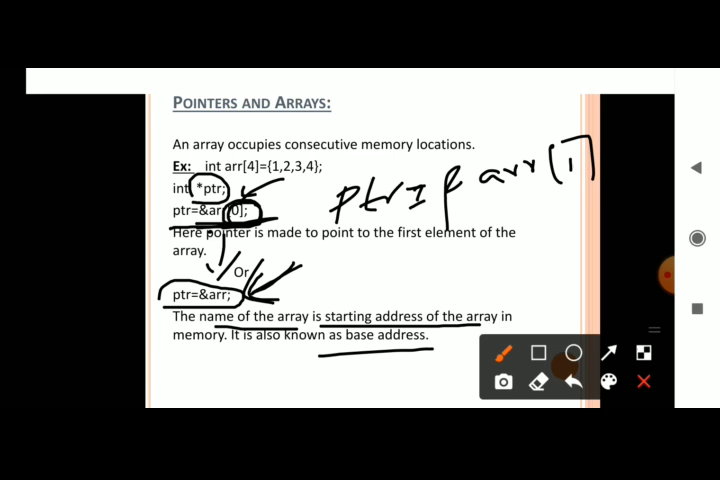 POINTERS AND ARRAYS:
An array occupies consecutive memory locations.
Ex: int arr[4]={1,2,3,4};
int *ptr;
ptr=&arr[0];
Here pointer is made to point to the first element of the
array.
Or
ptr=&arr;
The name of the array is starting address of the array in
memory. It is also known as base address.
ptr = & arr[1]